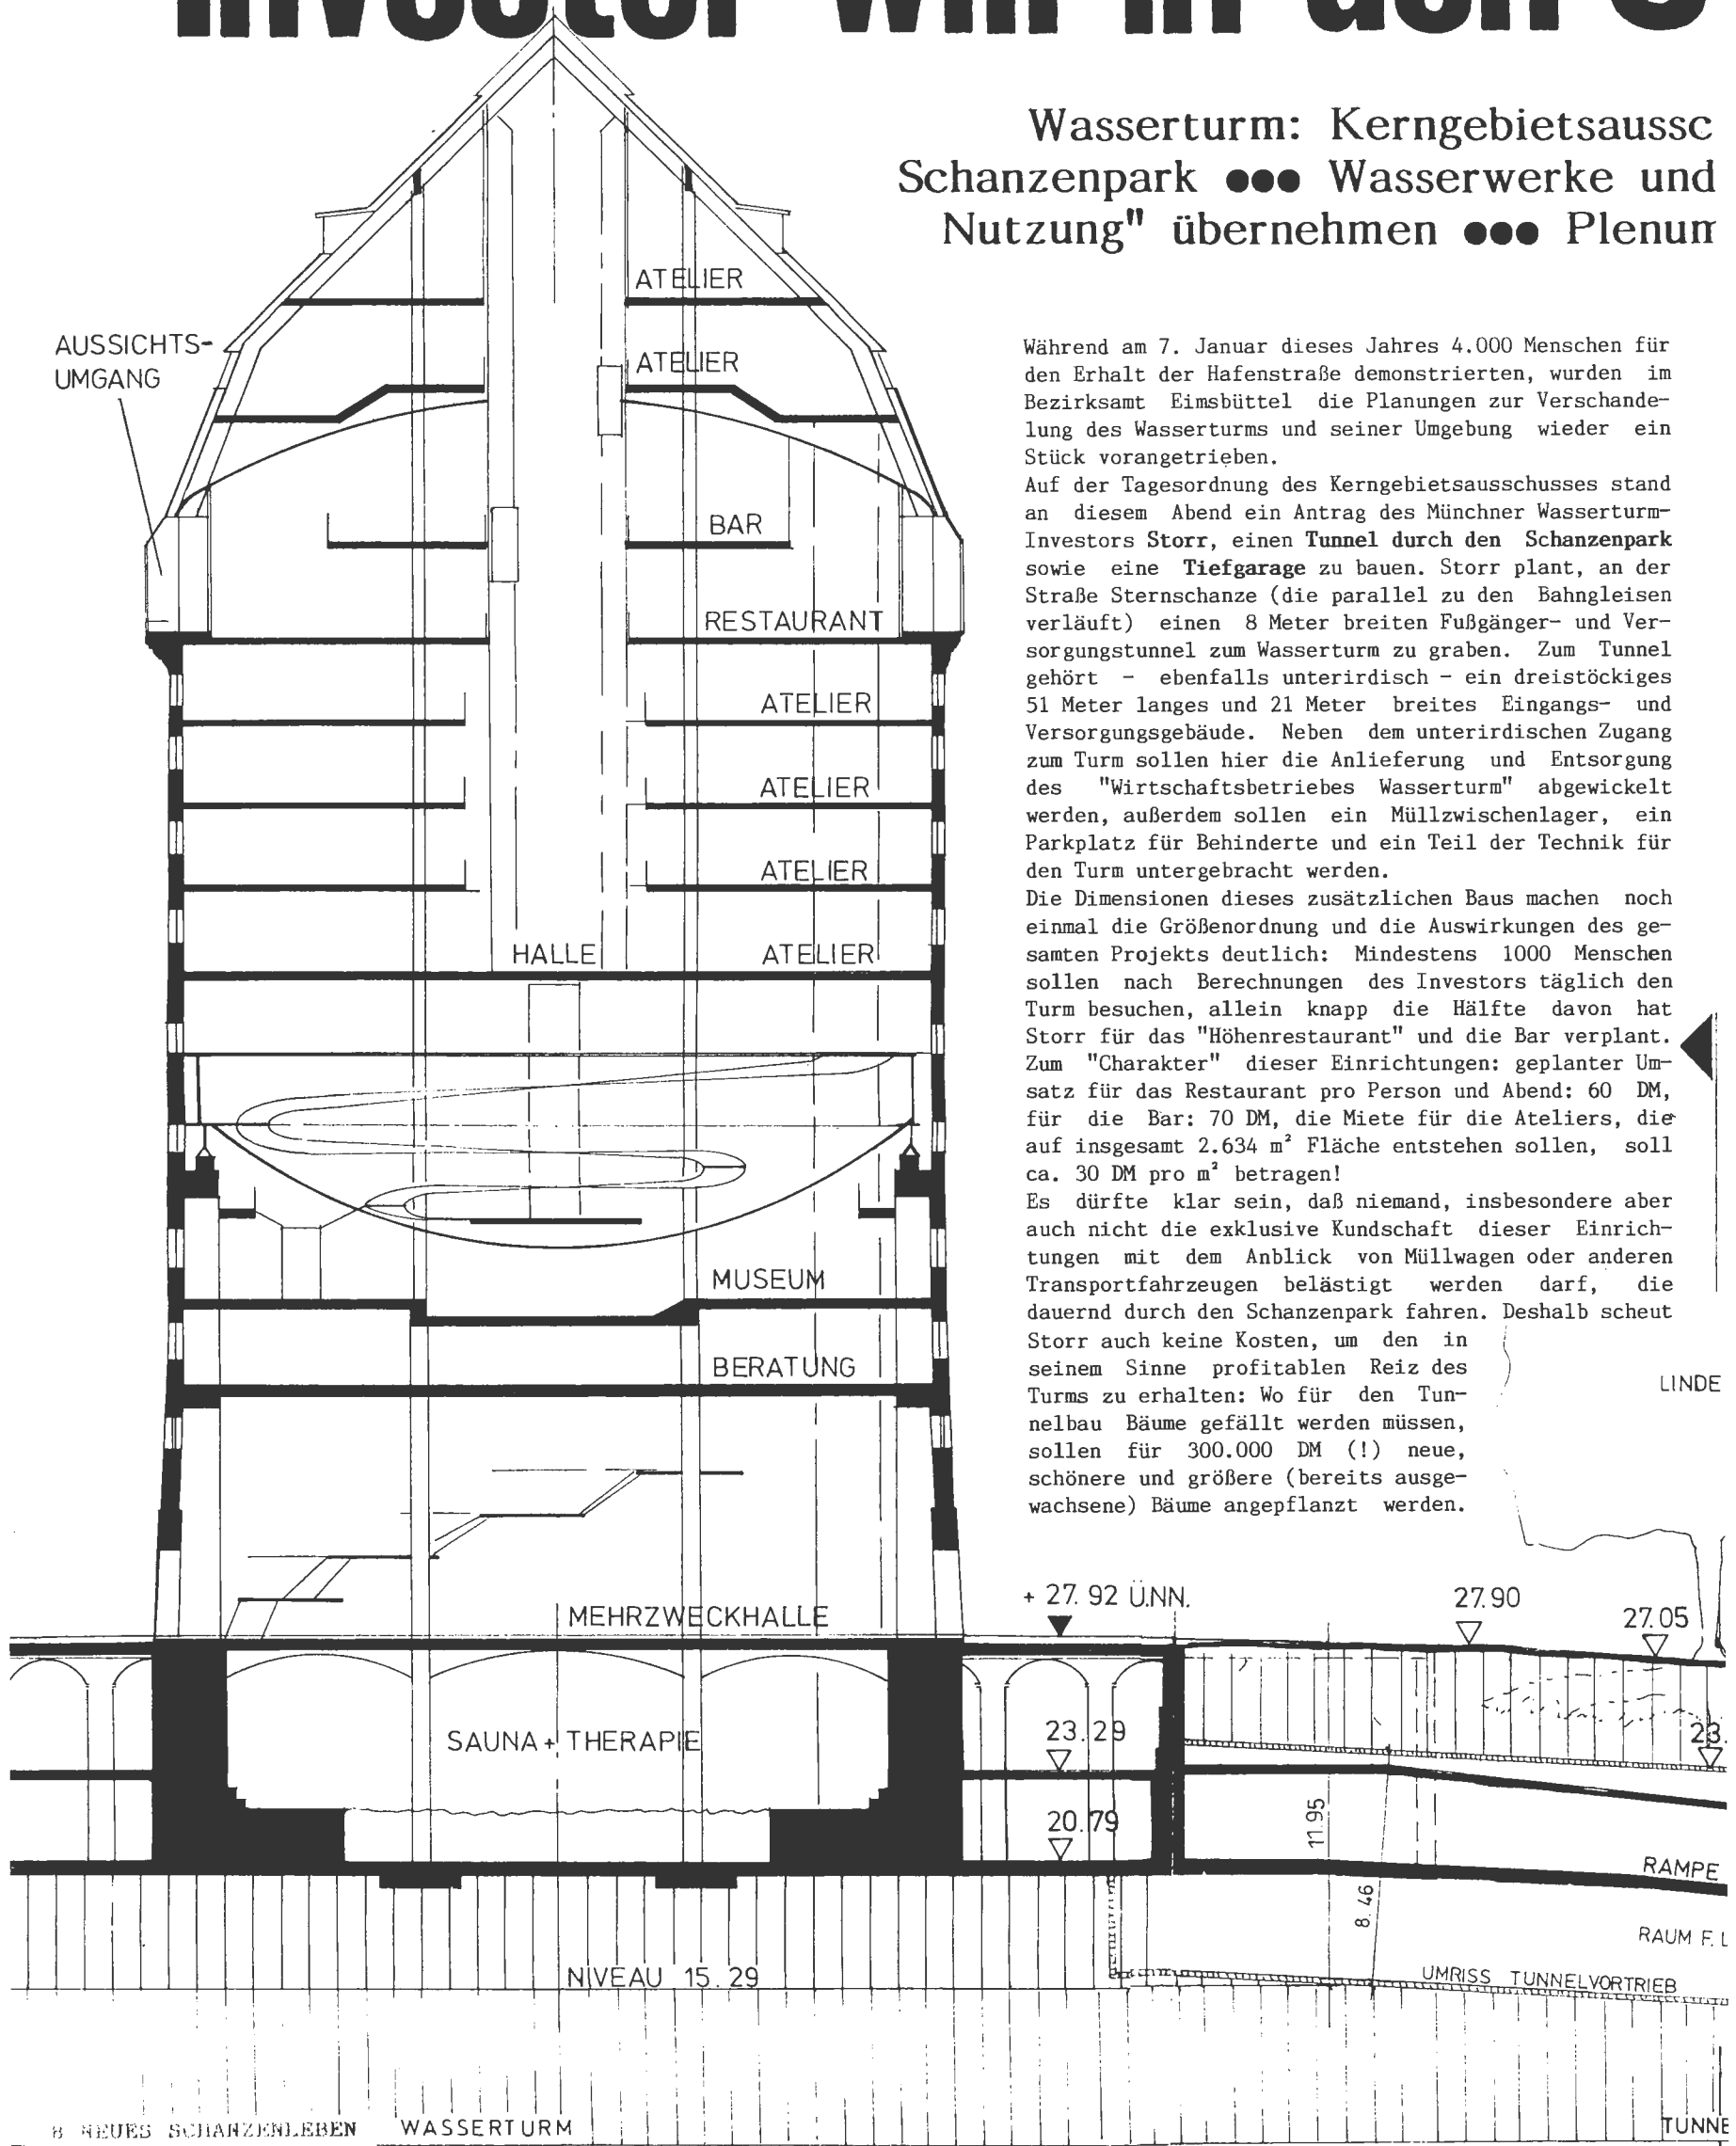 Investor will in den S
Wasserturm: Kerngebietsaussc
Schanzenpark ●●● Wasserwerke und
Nutzung" übernehmen ●●● Plenum
AUSSICHTS-
UMGANG
ATELIER
ATELIER
BAR
RESTAURANT
ATELIER
ATELIER
ATELIER
HALLE
ATELIER
MUSEUM
BERATUNG
MEHRZWECKHALLE
SAUNA + THERAPIE
NIVEAU 15.29
Während am 7. Januar dieses Jahres 4.000 Menschen für
den Erhalt der Hafenstraße demonstrierten, wurden im
Bezirksamt Eimsbüttel die Planungen zur Verschande-
lung des Wasserturms und seiner Umgebung wieder ein
Stück vorangetrieben.
Auf der Tagesordnung des Kerngebietsausschusses stand
an diesem Abend ein Antrag des Münchner Wasserturm-
Investors Storr, einen Tunnel durch den Schanzenpark
sowie eine Tiefgarage zu bauen. Storr plant, an der
Straße Sternschanze (die parallel zu den Bahngleisen
verläuft) einen 8 Meter breiten Fußgänger- und Ver-
sorgungstunnel zum Wasserturm zu graben. Zum Tunnel
gehört - ebenfalls unterirdisch - ein dreistöckiges
51 Meter langes und 21 Meter breites Eingangs- und
Versorgungsgebäude. Neben dem unterirdischen Zugang
zum Turm sollen hier die Anlieferung und Entsorgung
des "Wirtschaftsbetriebes Wasserturm" abgewickelt
werden, außerdem sollen ein Müllzwischenlager, ein
Parkplatz für Behinderte und ein Teil der Technik für
den Turm untergebracht werden.
Die Dimensionen dieses zusätzlichen Baus machen noch
einmal die Größenordnung und die Auswirkungen des ge-
samten Projekts deutlich: Mindestens 1000 Menschen
sollen nach Berechnungen des Investors täglich den
Turm besuchen, allein knapp die Hälfte davon hat
Storr für das "Höhenrestaurant" und die Bar verplant.
Zum "Charakter" dieser Einrichtungen: geplanter Um-
satz für das Restaurant pro Person und Abend: 60 DM,
für die Bar: 70 DM, die Miete für die Ateliers, die
auf insgesamt 2.634 m² Fläche entstehen sollen, soll
ca. 30 DM pro m² betragen!
Es dürfte klar sein, daß niemand, insbesondere aber
auch nicht die exklusive Kundschaft dieser Einrich-
tungen mit dem Anblick von Müllwagen oder anderen
Transportfahrzeugen belästigt werden darf, die
dauernd durch den Schanzenpark fahren. Deshalb scheut
Storr auch keine Kosten, um den in
seinem Sinne profitablen Reiz des
Turms zu erhalten: Wo für den Tun-
nelbau Bäume gefällt werden müssen,
sollen für 300.000 DM (!) neue,
schönere und größere (bereits ausge-
wachsene) Bäume angepflanzt werden.
LINDE
+ 27.92 Ü.NN.
27.90
27.05
23.29
23.
20.79
11.95
8.46
RAMPE
RAUM F. L
UMRISS TUNNELVORTRIEB
8 NEUES SCHANZENLEBEN
WASSERTURM
TUNNE